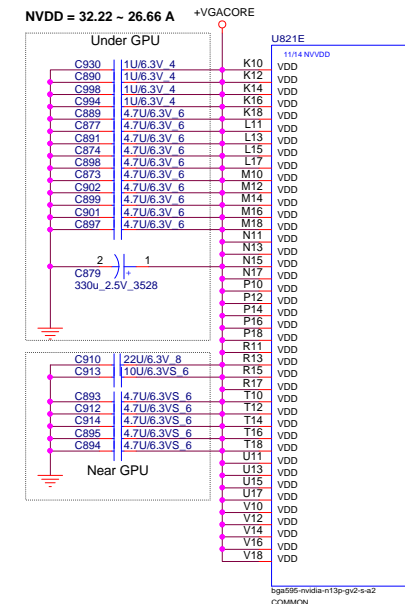 NVDD = 32.22 ~ 26.66 A
+VGACORE
Under GPU
U821E
11/14 NVVDD
C930 1U/6.3V_4 K10 VDD
C890 1U/6.3V_4 K12 VDD
C998 1U/6.3V_4 K14 VDD
C994 1U/6.3V_4 K16 VDD
C889 4.7U/6.3V_6 K18 VDD
C877 4.7U/6.3V_6 L11 VDD
C891 4.7U/6.3V_6 L13 VDD
C874 4.7U/6.3V_6 L15 VDD
C898 4.7U/6.3V_6 L17 VDD
C873 4.7U/6.3V_6 M10 VDD
C902 4.7U/6.3V_6 M12 VDD
C899 4.7U/6.3V_6 M14 VDD
C901 4.7U/6.3V_6 M16 VDD
C897 4.7U/6.3V_6 M18 VDD
N11 VDD
N13 VDD
2 1 N15 VDD
C879 + N17 VDD
330u_2.5V_3528 P10 VDD
P12 VDD
P14 VDD
P16 VDD
P18 VDD
R11 VDD
C910 22U/6.3V_8 R13 VDD
C913 10U/6.3VS_6 R15 VDD
R17 VDD
C893 4.7U/6.3VS_6 T10 VDD
C912 4.7U/6.3VS_6 T12 VDD
C914 4.7U/6.3VS_6 T14 VDD
C895 4.7U/6.3VS_6 T16 VDD
C894 4.7U/6.3VS_6 T18 VDD
U11 VDD
Near GPU U13 VDD
U15 VDD
U17 VDD
V10 VDD
V12 VDD
V14 VDD
V16 VDD
V18 VDD
bga595-nvidia-n13p-gv2-s-a2
COMMON